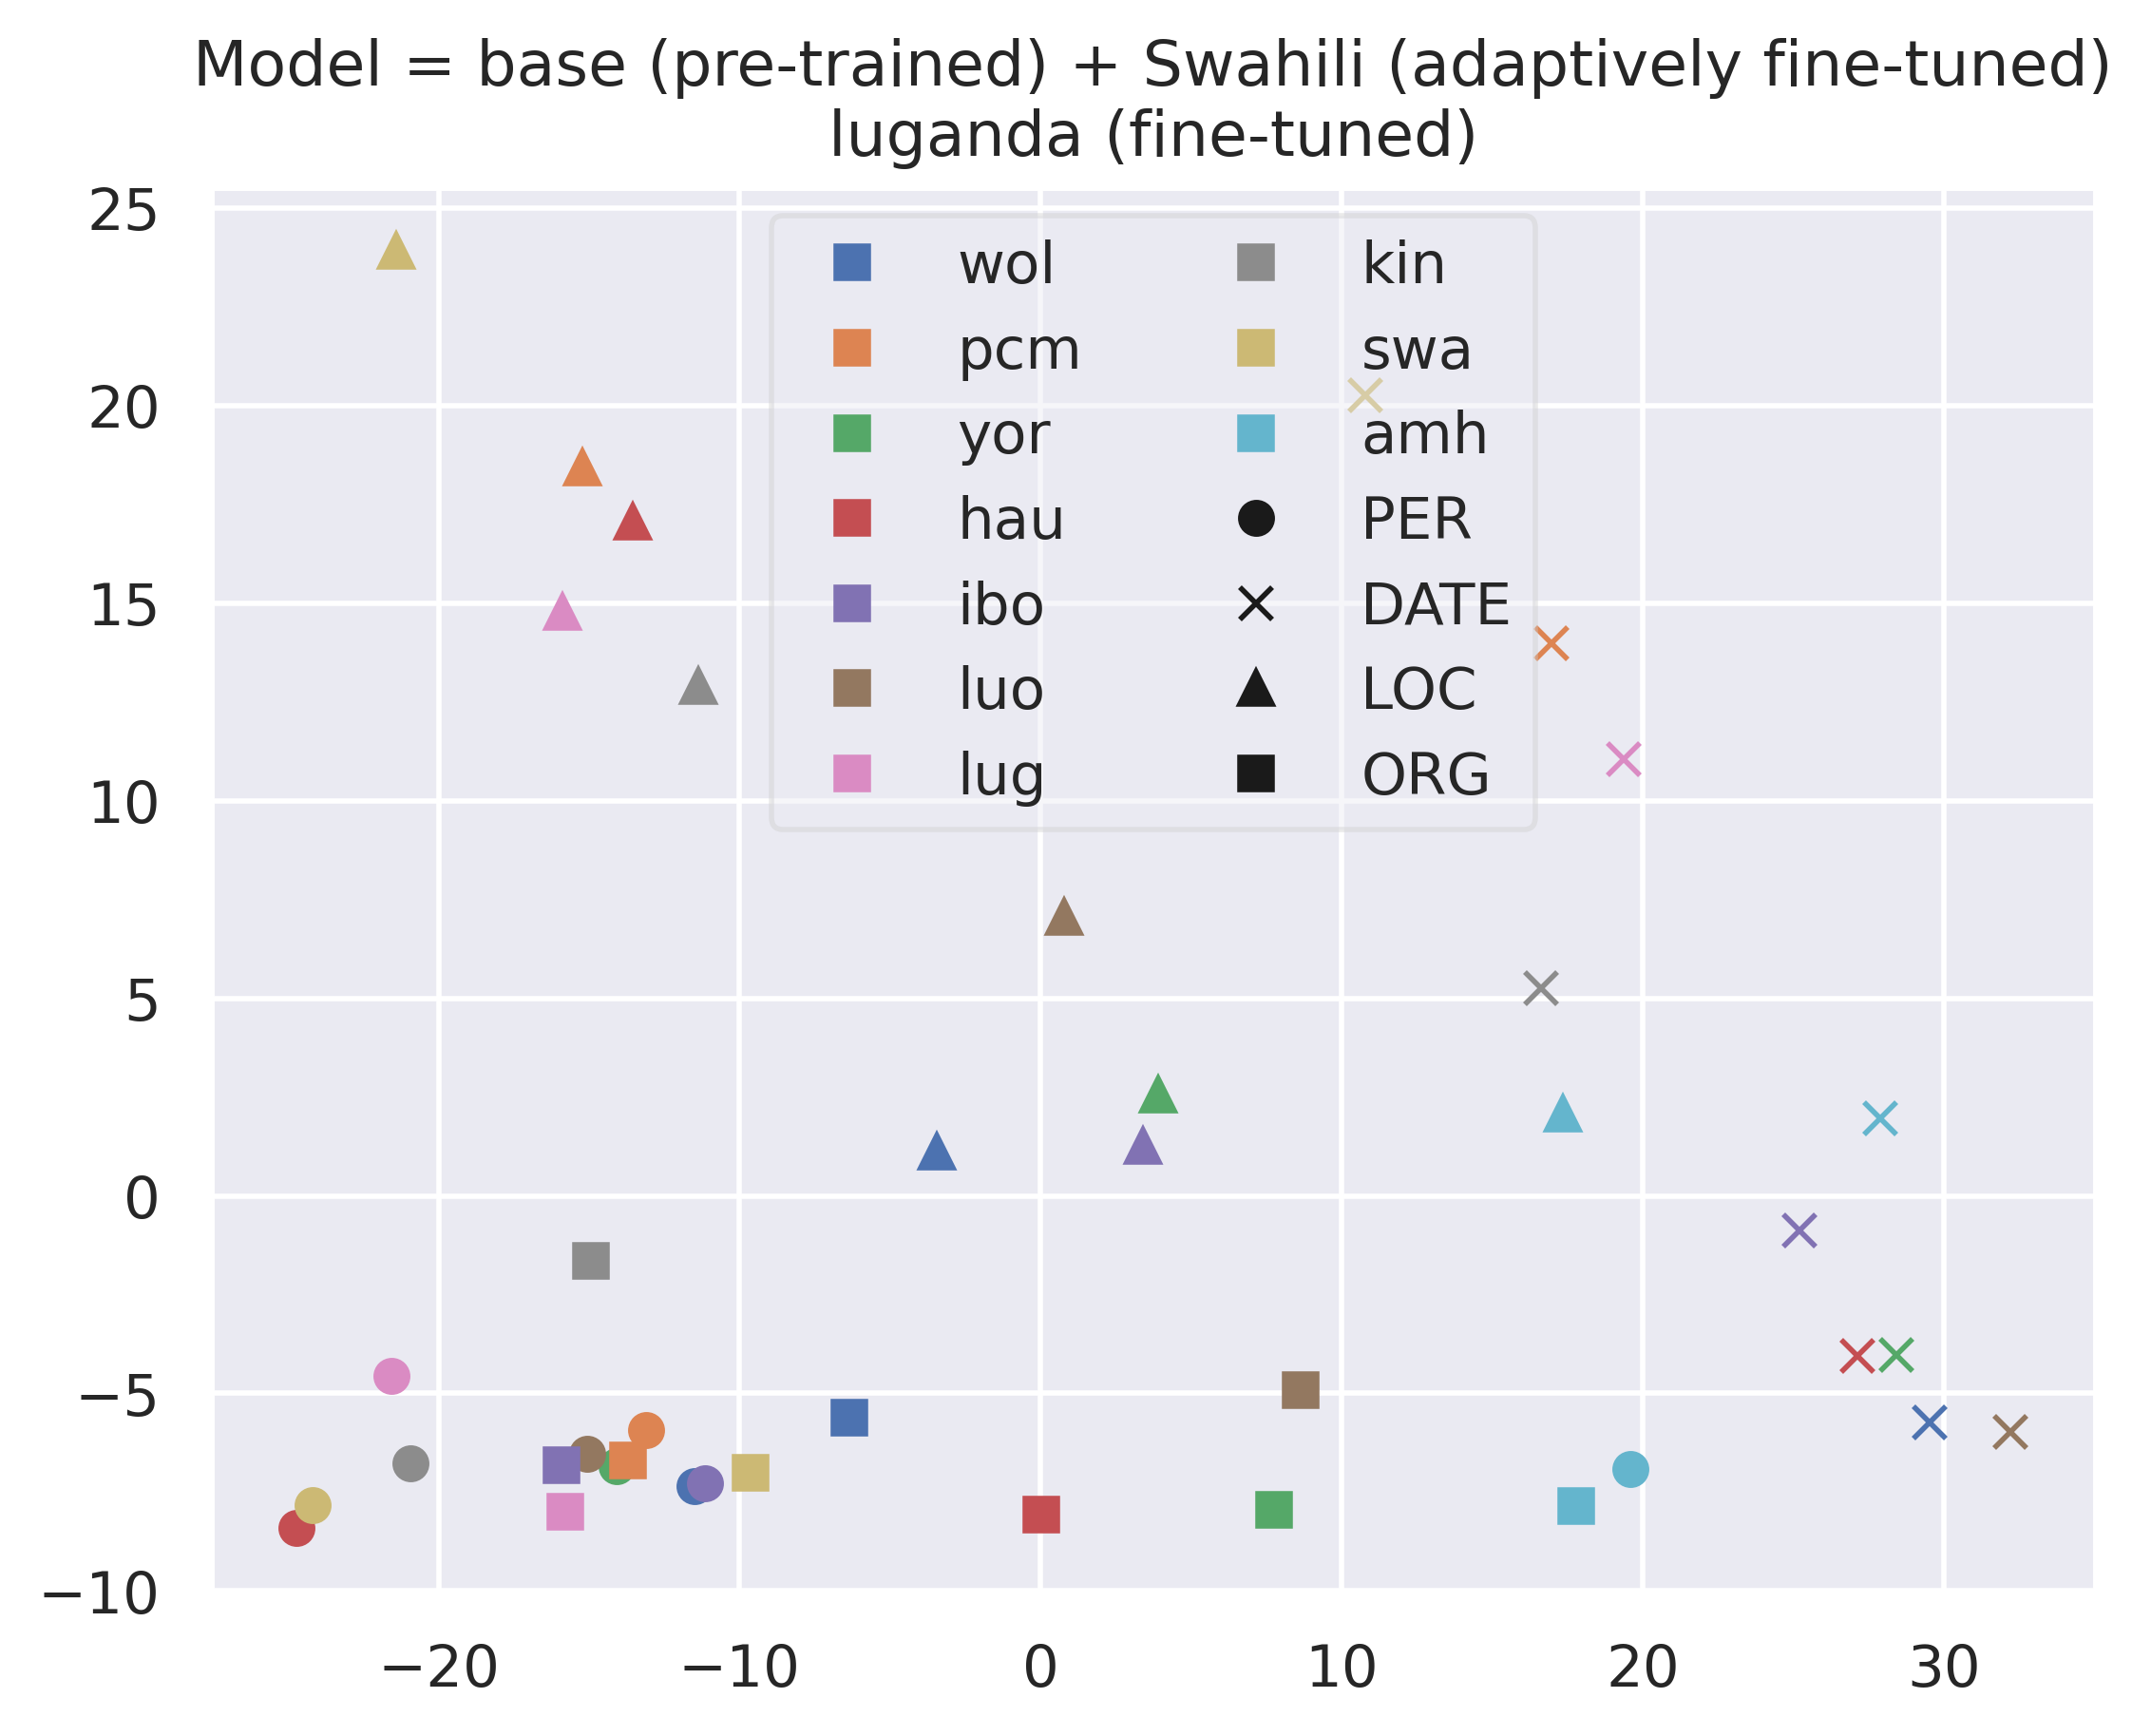 Model = base (pre-trained) + Swahili (adaptively fine-tuned)
luganda (fine-tuned)
25
20
15
10
5
0
−5
−10
wol
pcm
yor
hau
ibo
luo
lug
kin
swa
amh
PER
DATE
LOC
ORG
−20
−10
0
10
20
30